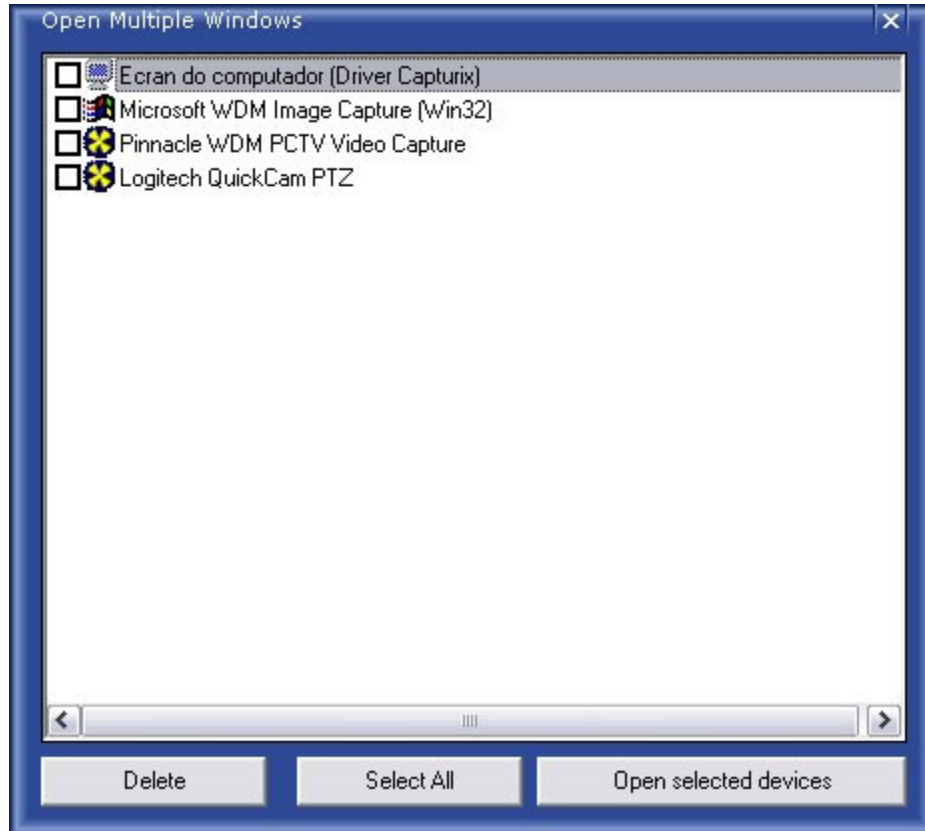 Open Multiple Windows
Ecran do computador (Driver Capturix)
Microsoft WDM Image Capture (Win32)
Pinnacle WDM PCTV Video Capture
Logitech QuickCam PTZ
Delete Select All Open selected devices